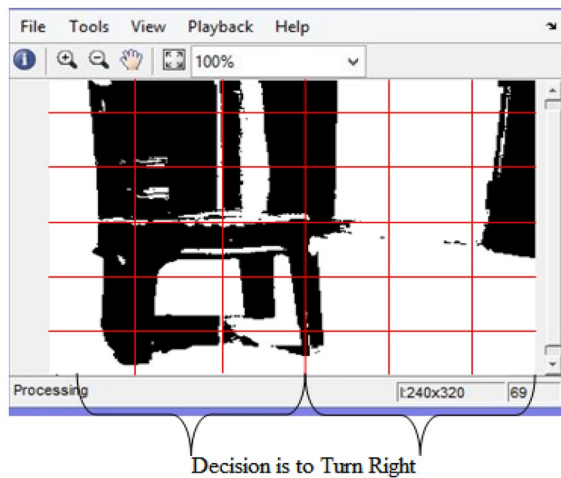 File Tools View Playback Help
100%
Processing I:240x320 69
Decision is to Turn Right